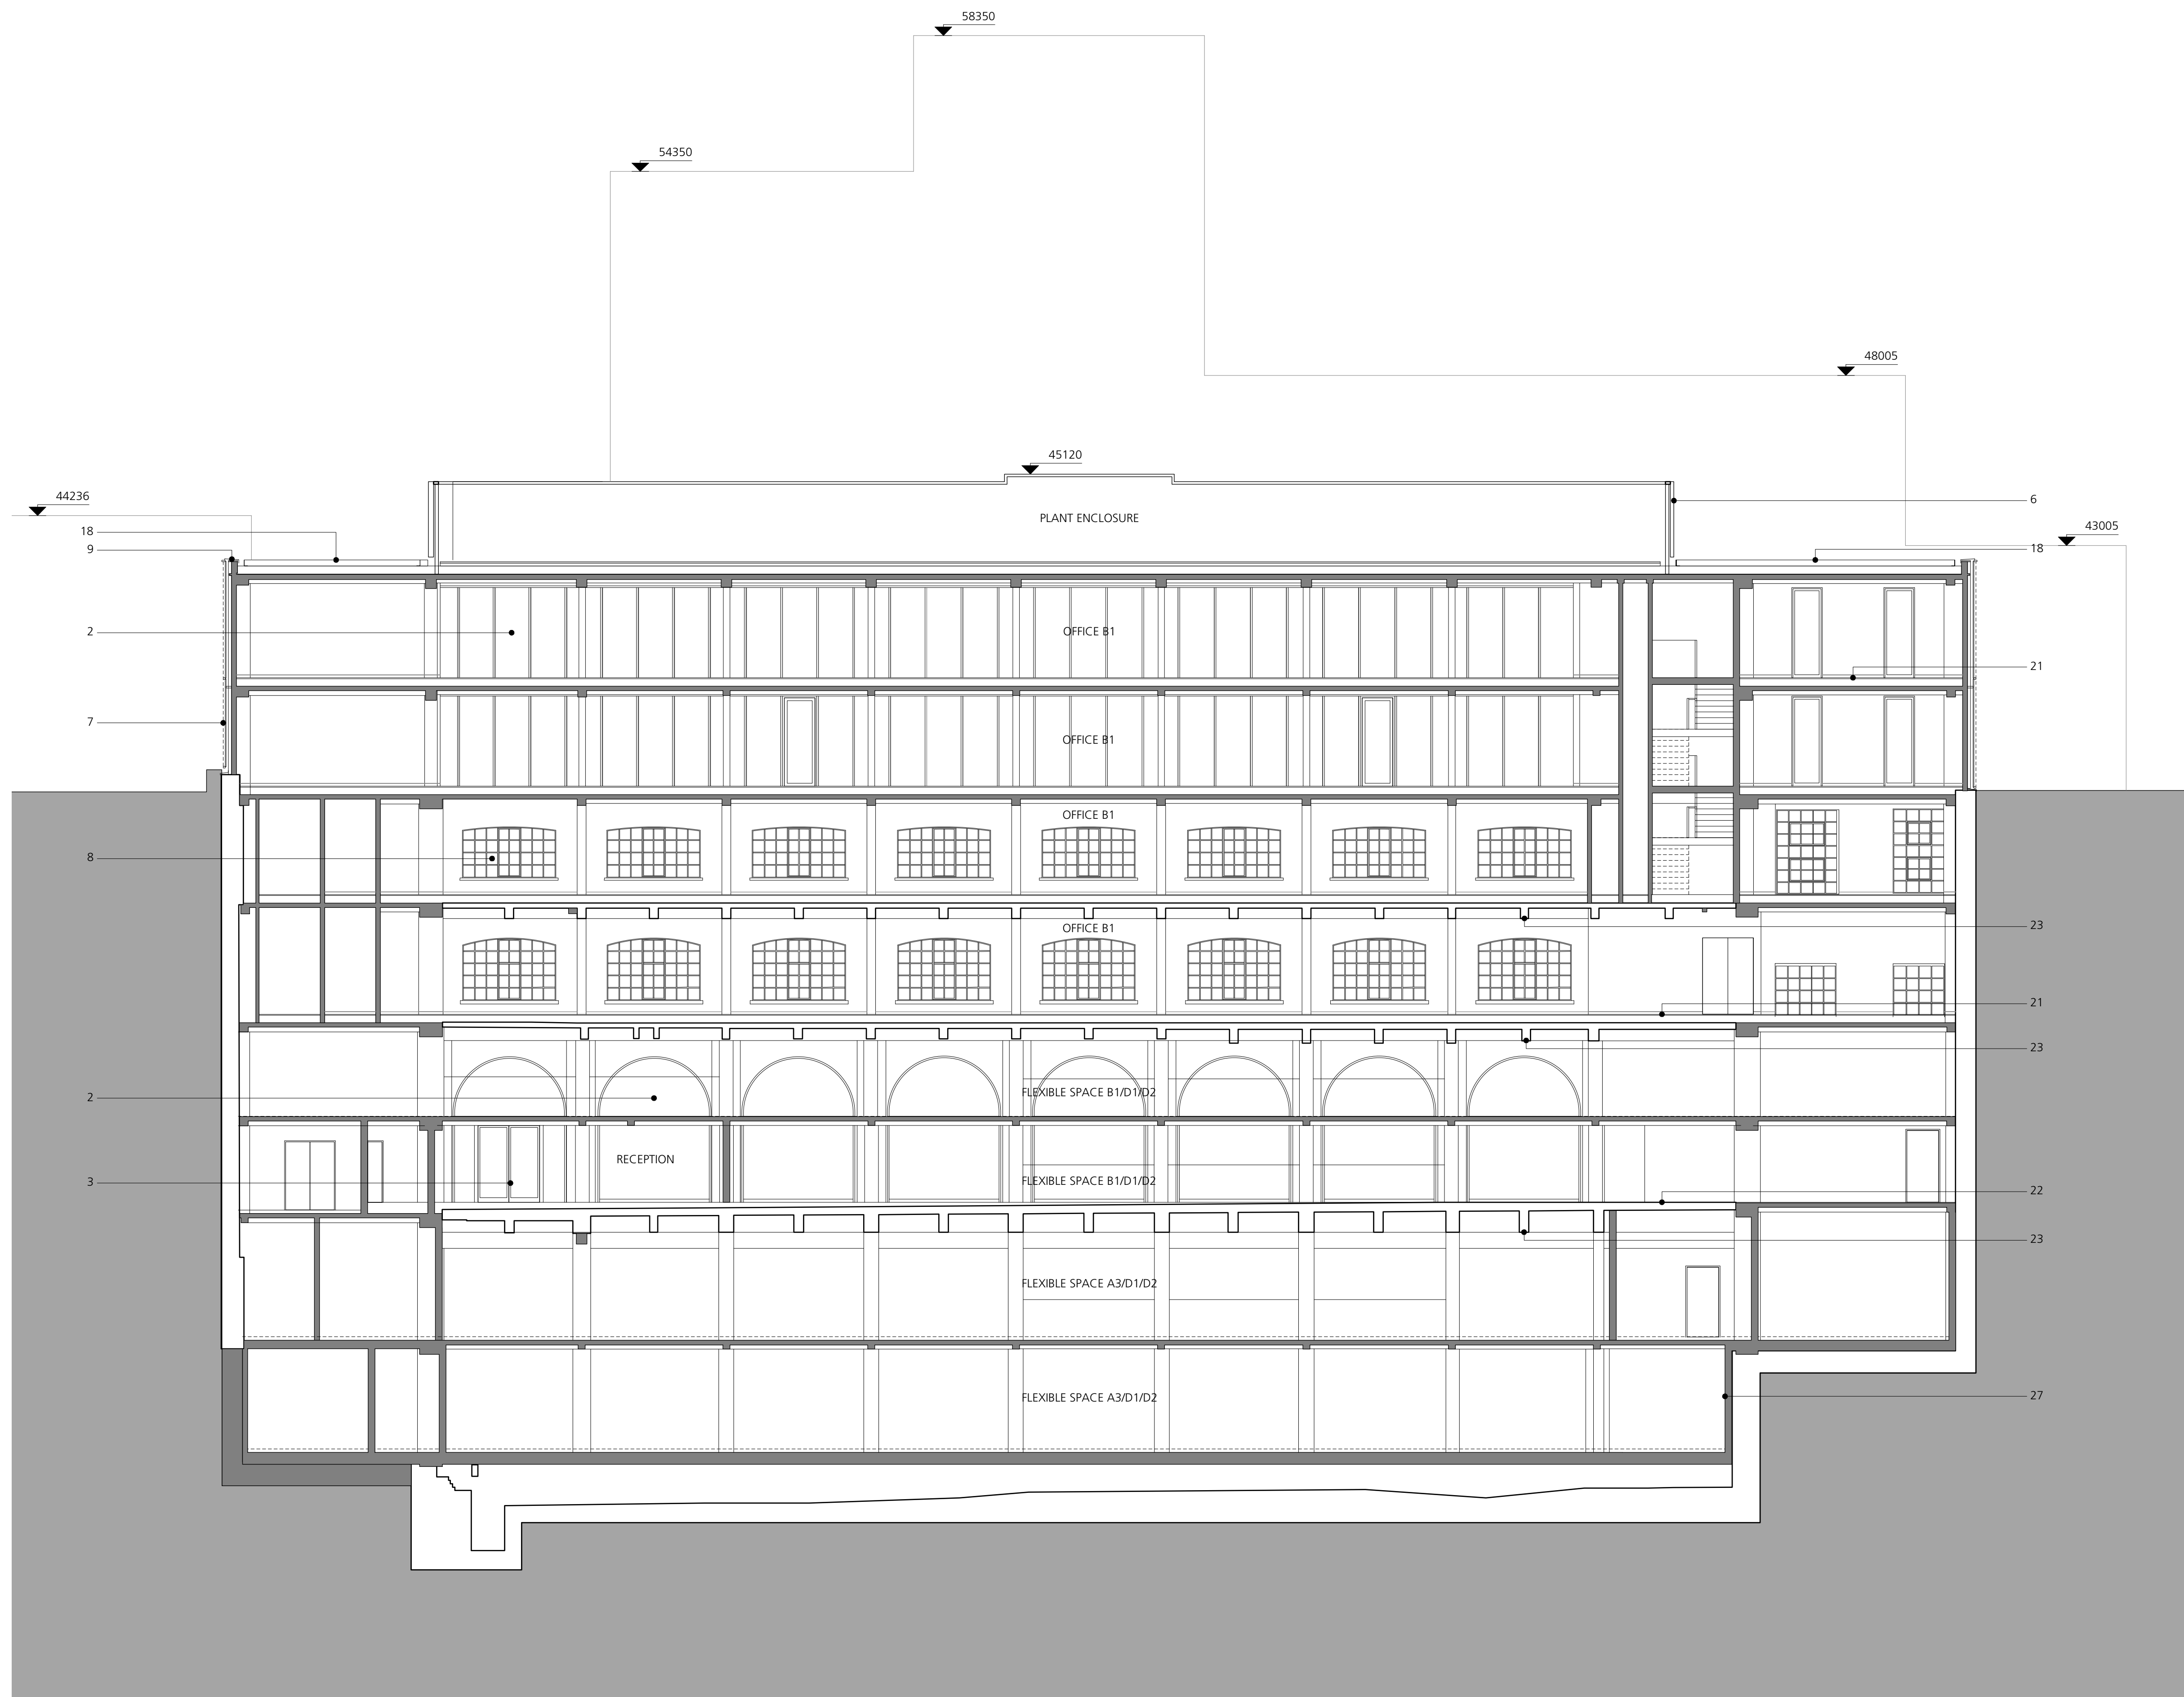 58350
54350
48005
45120
44236
6
PLANT ENCLOSURE
43005
18
9
18
2
OFFICE B1
21
7
OFFICE B1
OFFICE B1
8
23
OFFICE B1
21
23
2
FLEXIBLE SPACE B1/D1/D2
RECEPTION
3
FLEXIBLE SPACE B1/D1/D2
22
23
FLEXIBLE SPACE A3/D1/D2
27
FLEXIBLE SPACE A3/D1/D2